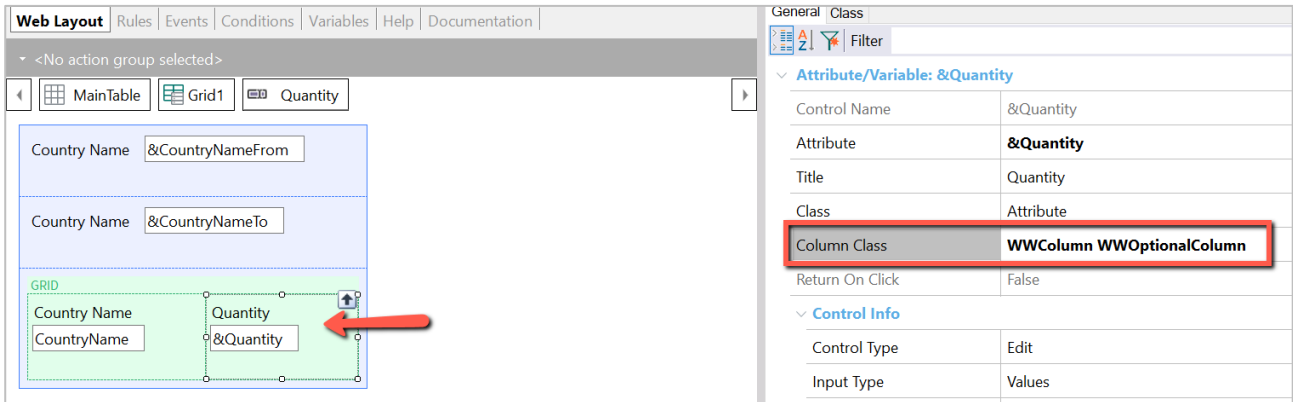 Web Layout Rules Events Conditions Variables Help Documentation
<No action group selected>
MainTable Grid1 Quantity
Country Name &CountryNameFrom
Country Name &CountryNameTo
GRID
Country Name Quantity
CountryName &Quantity
General Class
Filter
Attribute/Variable: &Quantity
Control Name &Quantity
Attribute &Quantity
Title Quantity
Class Attribute
Column Class WWColumn WWOptionalColumn
Return On Click False
Control Info
Control Type Edit
Input Type Values